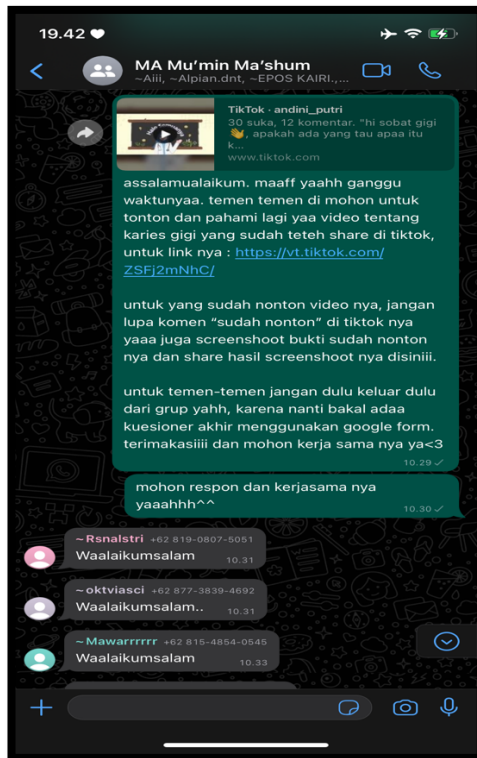 19.42
MA Mu'min Ma'shum
~Aiii, ~Alpian.dnt, ~EPOS KAIRI.,...
TikTok · andini_putri
30 suka, 12 komentar. "hi sobat gigi
👋, apakah ada yang tau apaa itu
k...
www.tiktok.com
assalamualaikum. maaff yaahh ganggu
waktunyaa. temen temen di mohon untuk
tonton dan pahami lagi yaa video tentang
karies gigi yang sudah teteh share di tiktok,
untuk link nya : https://vt.tiktok.com/
ZSFj2mNhC/
untuk yang sudah nonton video nya, jangan
lupa komen “sudah nonton” di tiktok nya
yaaa juga screenshoot bukti sudah nonton
nya dan share hasil screenshoot nya disiniii.
untuk temen-temen jangan dulu keluar dulu
dari grup yahh, karena nanti bakal adaa
kuesioner akhir menggunakan google form.
terimakasiiii dan mohon kerja sama nya ya<3
10.29
mohon respon dan kerjasama nya
yaaahhh^^
10.30
~Rsnalstri +62 819-0807-5051
Waalaikumsalam
10.31
~oktviasci +62 877-3839-4692
Waalaikumsalam..
10.31
~Mawarrrrrr +62 815-4854-0545
Waalaikumsalam
10.33